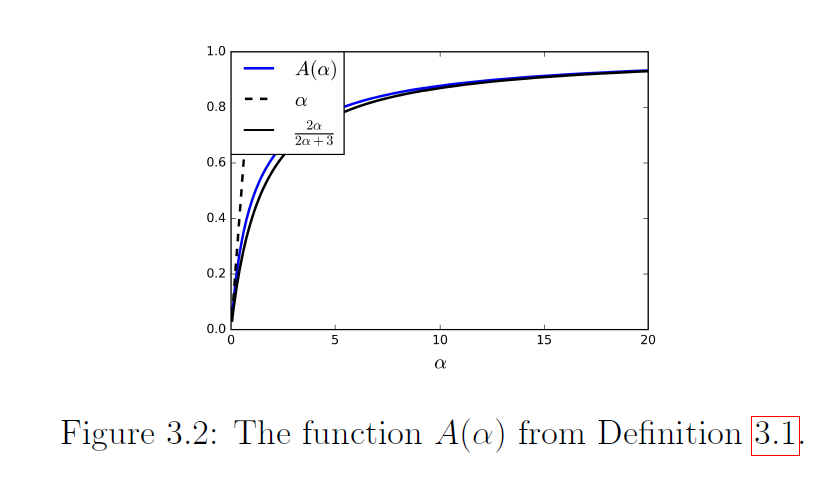 1.0
A(α)
α
2α
2α + 3
0.8
0.6
0.4
0.2
0.0
0 5 10 15 20
α
Figure 3.2: The function A(α) from Definition 3.1.